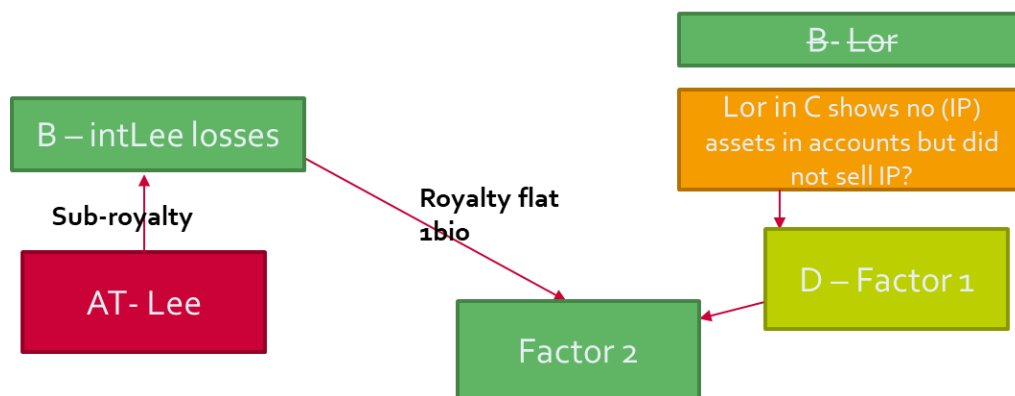 B- Lor
Lor in C shows no (IP)
assets in accounts but did
not sell IP?
B – intLee losses
Royalty flat
1bio
Sub-royalty
AT- Lee
D – Factor 1
Factor 2